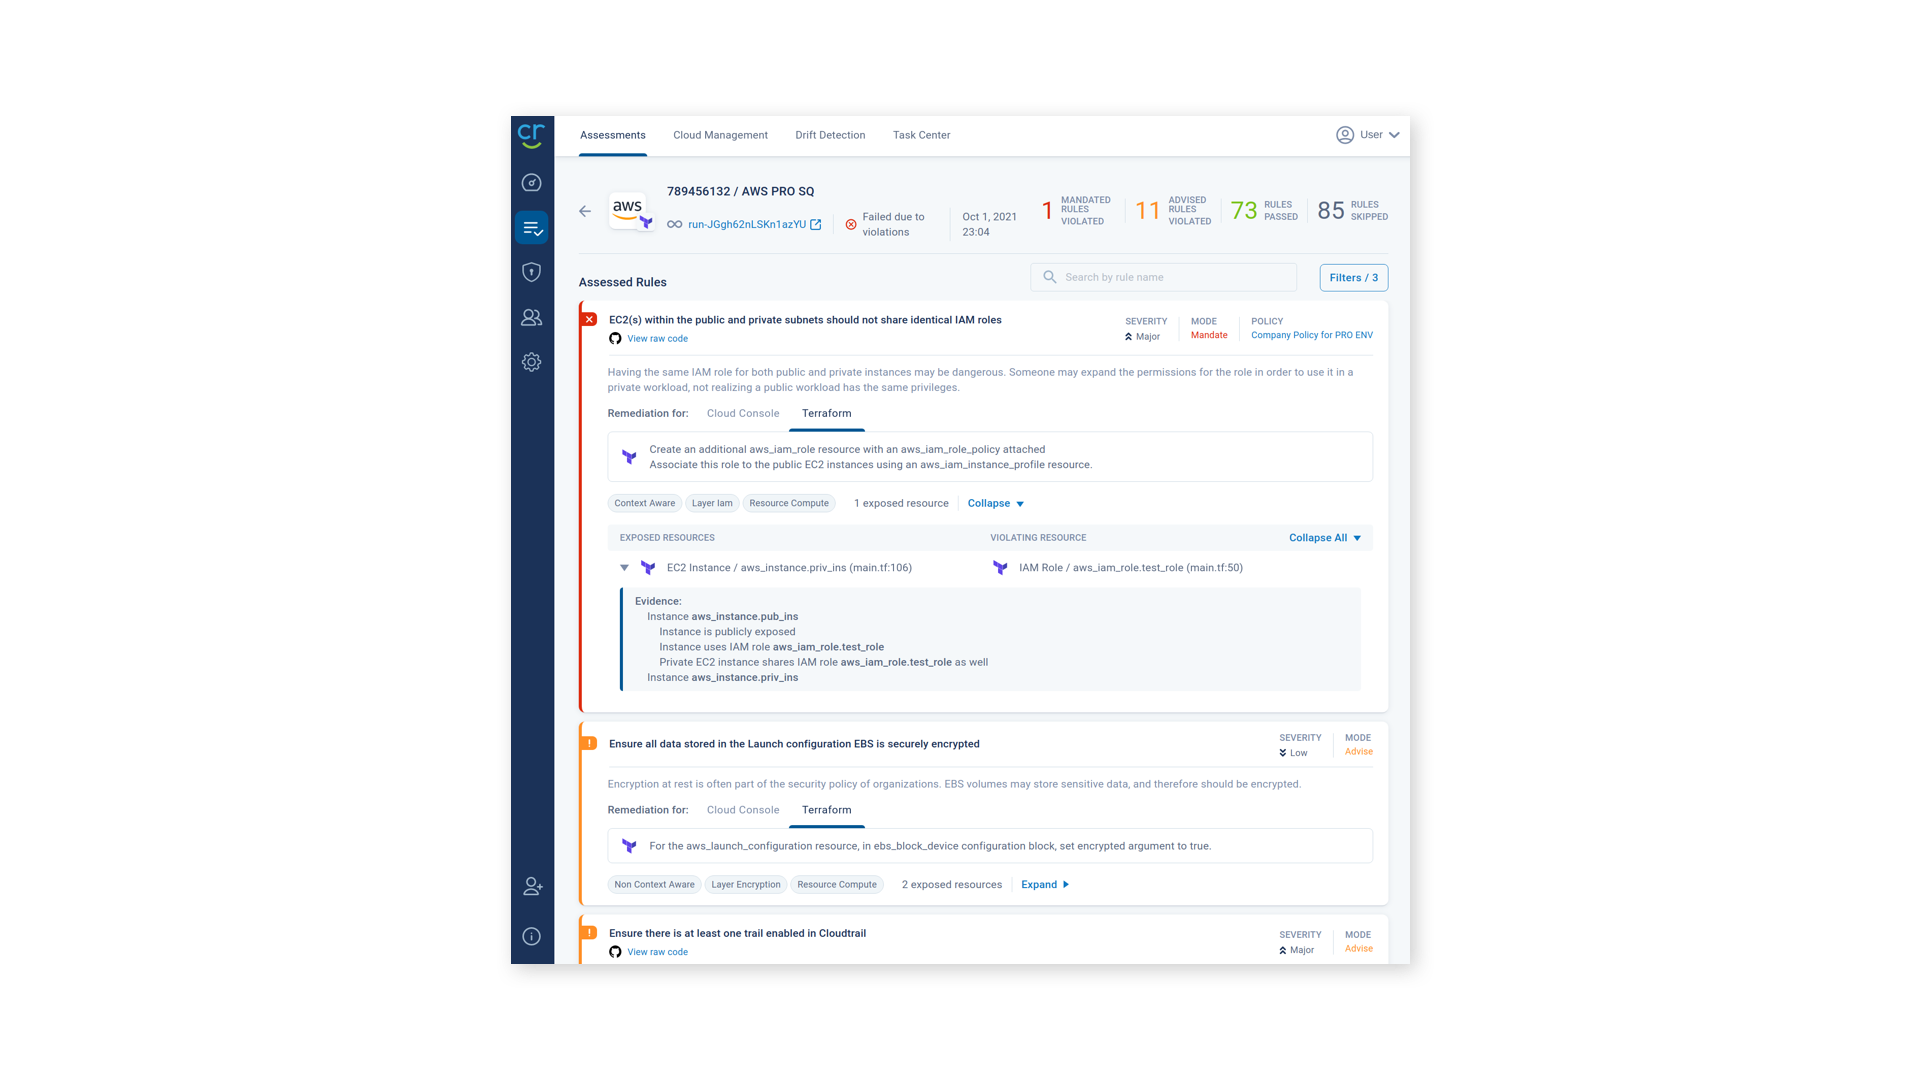 cr
Assessments
Cloud Management
Drift Detection
Task Center
User
aws
789456132 / AWS PRO SQ
run-JGgh62nLSKn1azYU
Failed due to
violations
Oct 1, 2021
23:04
1 MANDATED
RULES
VIOLATED
11 ADVISED
RULES
VIOLATED
73 RULES
PASSED
85 RULES
SKIPPED
Assessed Rules
Search by rule name
Filters / 3
EC2(s) within the public and private subnets should not share identical IAM roles
View raw code
SEVERITY
Major
MODE
Mandate
POLICY
Company Policy for PRO ENV
Having the same IAM role for both public and private instances may be dangerous. Someone may expand the permissions for the role in order to use it in a
private workload, not realizing a public workload has the same privileges.
Remediation for: Cloud Console Terraform
Create an additional aws_iam_role resource with an aws_iam_role_policy attached
Associate this role to the public EC2 instances using an aws_iam_instance_profile resource.
Context Aware Layer Iam Resource Compute 1 exposed resource Collapse
EXPOSED RESOURCES VIOLATING RESOURCE Collapse All
EC2 Instance / aws_instance.priv_ins (main.tf:106) IAM Role / aws_iam_role.test_role (main.tf:50)
Evidence:
Instance aws_instance.pub_ins
Instance is publicly exposed
Instance uses IAM role aws_iam_role.test_role
Private EC2 instance shares IAM role aws_iam_role.test_role as well
Instance aws_instance.priv_ins
Ensure all data stored in the Launch configuration EBS is securely encrypted
SEVERITY
Low
MODE
Advise
Encryption at rest is often part of the security policy of organizations. EBS volumes may store sensitive data, and therefore should be encrypted.
Remediation for: Cloud Console Terraform
For the aws_launch_configuration resource, in ebs_block_device configuration block, set encrypted argument to true.
Non Context Aware Layer Encryption Resource Compute 2 exposed resources Expand
Ensure there is at least one trail enabled in Cloudtrail
View raw code
SEVERITY
Major
MODE
Advise